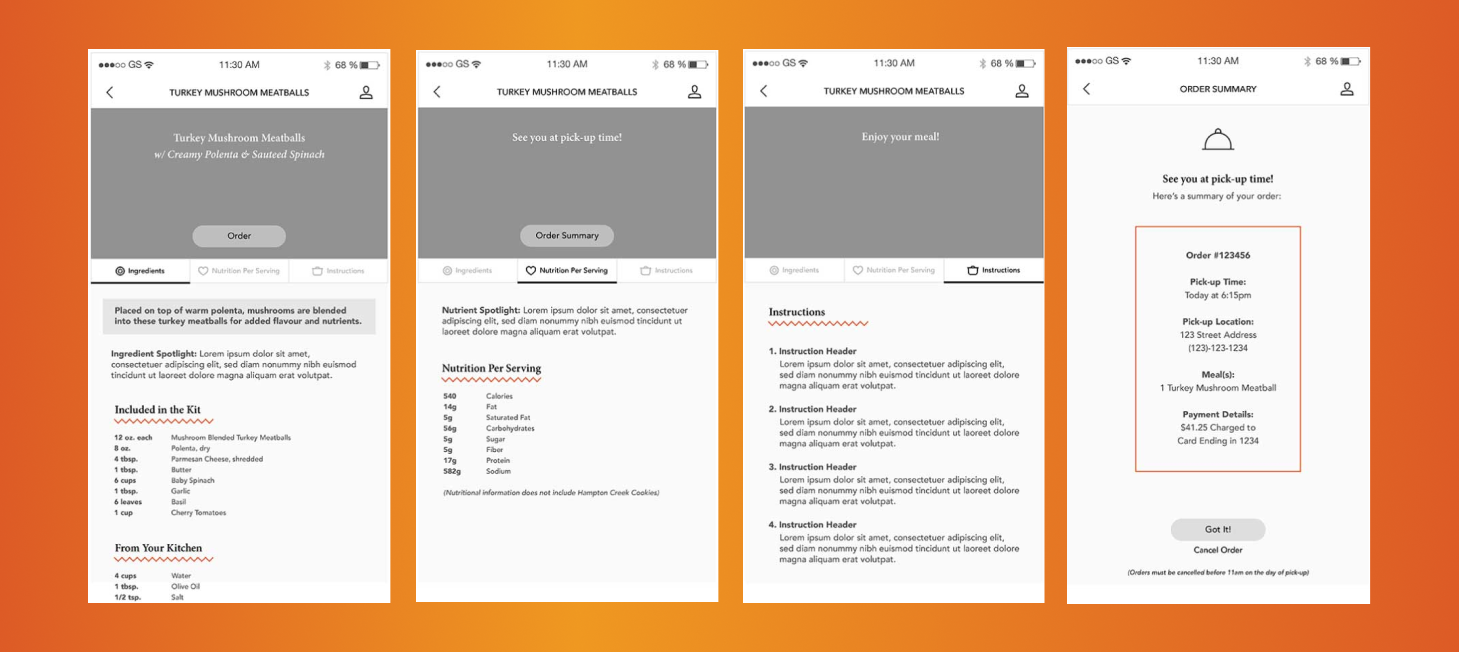 GS
11:30 AM
68 %
TURKEY MUSHROOM MEATBALLS
Turkey Mushroom Meatballs
w/ Creamy Polenta & Sauteed Spinach
Order
Ingredients
Nutrition Per Serving
Instructions
Placed on top of warm polenta, mushrooms are blended
into these turkey meatballs for added flavour and nutrients.
Ingredient Spotlight: Lorem ipsum dolor sit amet,
consectetuer adipiscing elit, sed diam nonummy nibh euismod
tincidunt ut laoreet dolore magna aliquam erat volutpat.
Included in the Kit
12 oz. each Mushroom Blended Turkey Meatballs
8 oz. Polenta, dry
4 tbsp. Parmesan Cheese, shredded
1 tbsp. Butter
6 cups Baby Spinach
1 tbsp. Garlic
6 leaves Basil
1 cup Cherry Tomatoes
From Your Kitchen
4 cups Water
1 tbsp. Olive Oil
1/2 tsp. Salt
GS
11:30 AM
68 %
TURKEY MUSHROOM MEATBALLS
See you at pick-up time!
Order Summary
Ingredients
Nutrition Per Serving
Instructions
Nutrient Spotlight: Lorem ipsum dolor sit amet, consectetuer
adipiscing elit, sed diam nonummy nibh euismod tincidunt ut
laoreet dolore magna aliquam erat volutpat.
Nutrition Per Serving
540 Calories
14g Fat
5g Saturated Fat
56g Carbohydrates
5g Sugar
5g Fiber
17g Protein
582g Sodium
(Nutritional information does not include Hampton Creek Cookies)
GS
11:30 AM
68 %
TURKEY MUSHROOM MEATBALLS
Enjoy your meal!
Ingredients
Nutrition Per Serving
Instructions
Instructions
1. Instruction Header
Lorem ipsum dolor sit amet, consectetuer adipiscing elit,
sed diam nonummy nibh euismod tincidunt ut laoreet dolore
magna aliquam erat volutpat.
2. Instruction Header
Lorem ipsum dolor sit amet, consectetuer adipiscing elit,
sed diam nonummy nibh euismod tincidunt ut laoreet dolore
magna aliquam erat volutpat.
3. Instruction Header
Lorem ipsum dolor sit amet, consectetuer adipiscing elit,
sed diam nonummy nibh euismod tincidunt ut laoreet dolore
magna aliquam erat volutpat.
4. Instruction Header
Lorem ipsum dolor sit amet, consectetuer adipiscing elit,
sed diam nonummy nibh euismod tincidunt ut laoreet dolore
magna aliquam erat volutpat.
GS
11:30 AM
68 %
ORDER SUMMARY
See you at pick-up time!
Here's a summary of your order:
Order #123456
Pick-up Time:
Today at 6:15pm
Pick-up Location:
123 Street Address
(123)-123-1234
Meal(s):
1 Turkey Mushroom Meatball
Payment Details:
$41.25 Charged to
Card Ending in 1234
Got It!
Cancel Order
(Orders must be cancelled before 11am on the day of pick-up)